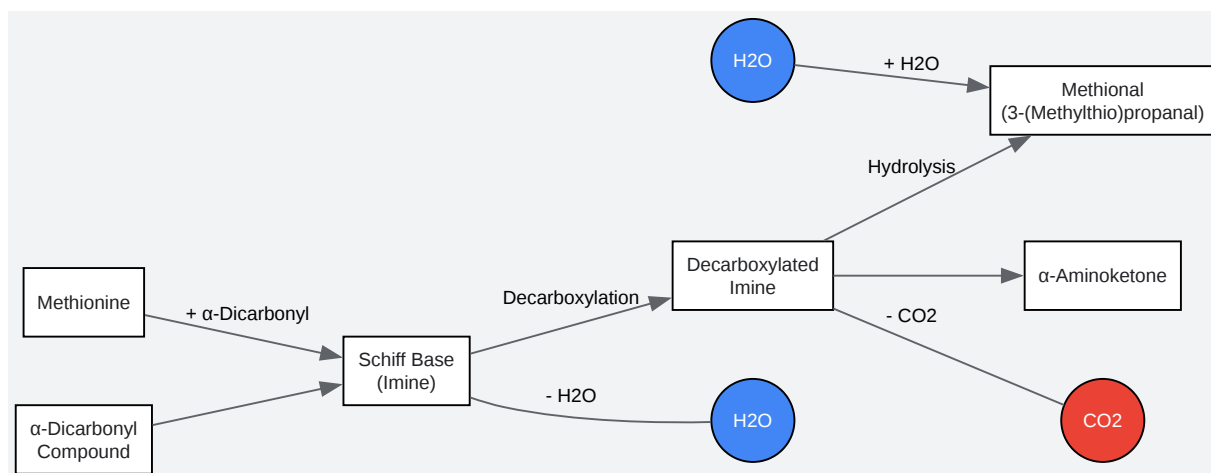 H2O
+ H2O
Methional
(3-(Methylthio)propanal)
Hydrolysis
Decarboxylated
Imine
α-Aminoketone
Methionine
+ α-Dicarbonyl
Decarboxylation
- CO2
Schiff Base
(Imine)
- H2O
H2O
CO2
α-Dicarbonyl
Compound